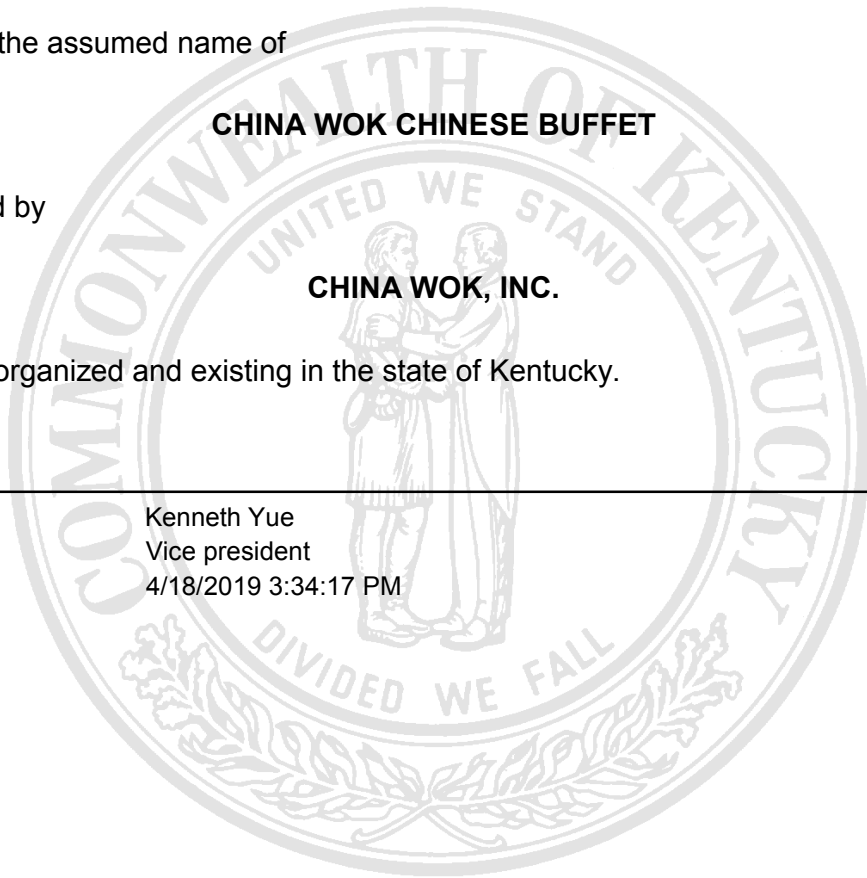 the assumed name of
CHINA WOK CHINESE BUFFET
d by
CHINA WOK, INC.
organized and existing in the state of Kentucky.
Kenneth Yue
Vice president
4/18/2019 3:34:17 PM
COMMONWEALTH OF KENTUCKY
UNITED WE STAND
DIVIDED WE FALL